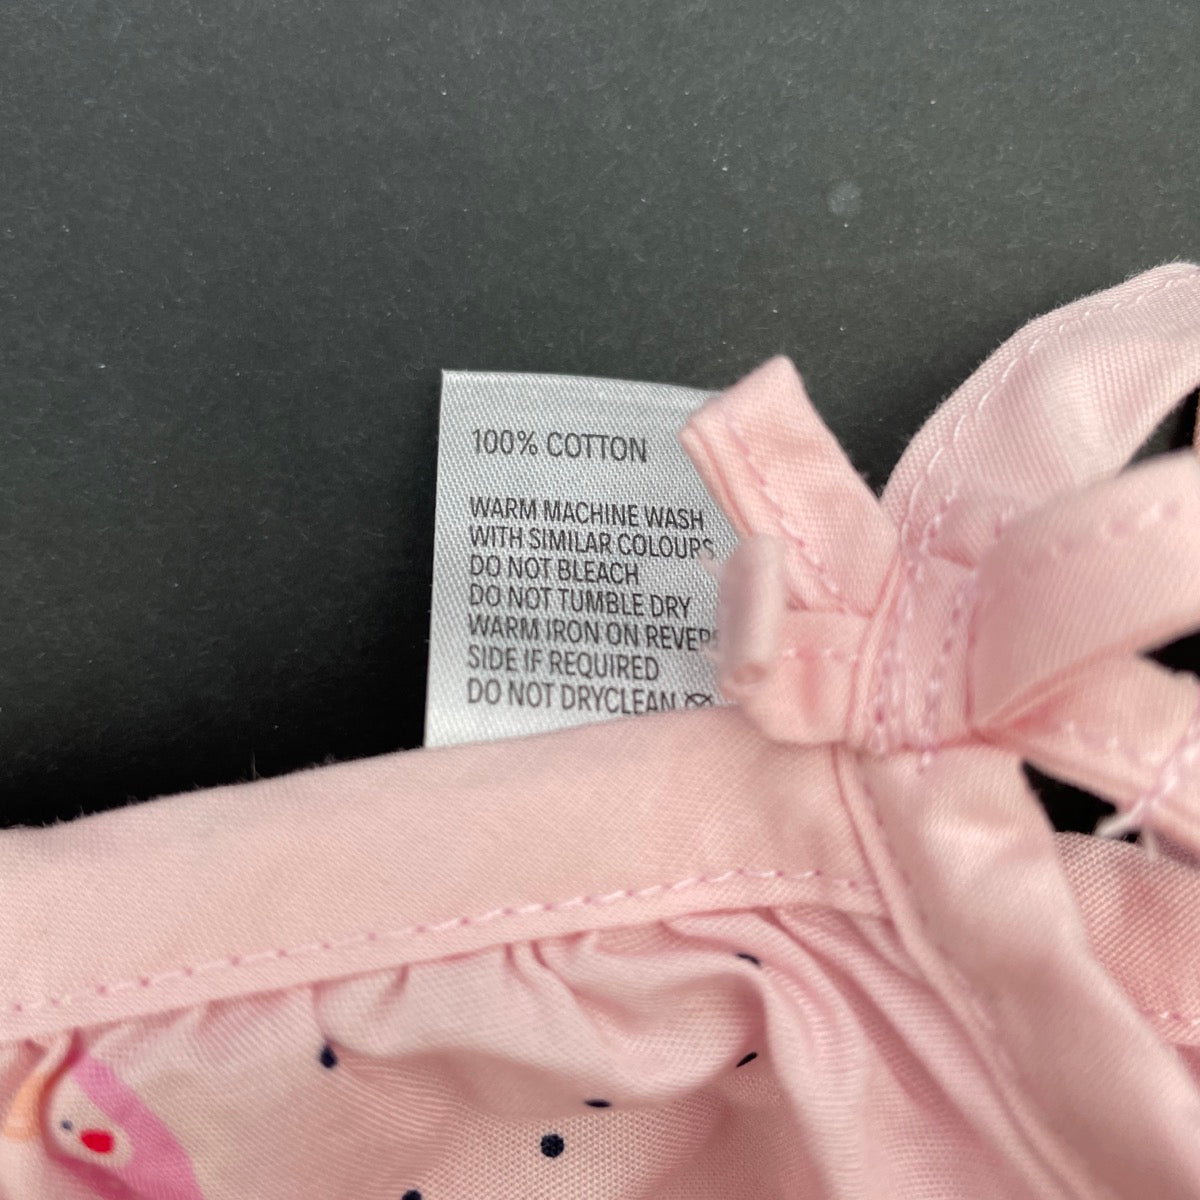 100% COTTON
WARM MACHINE WASH
WITH SIMILAR COLOURS
DO NOT BLEACH
DO NOT TUMBLE DRY
WARM IRON ON REVERS
SIDE IF REQUIRED
DO NOT DRYCLEAN